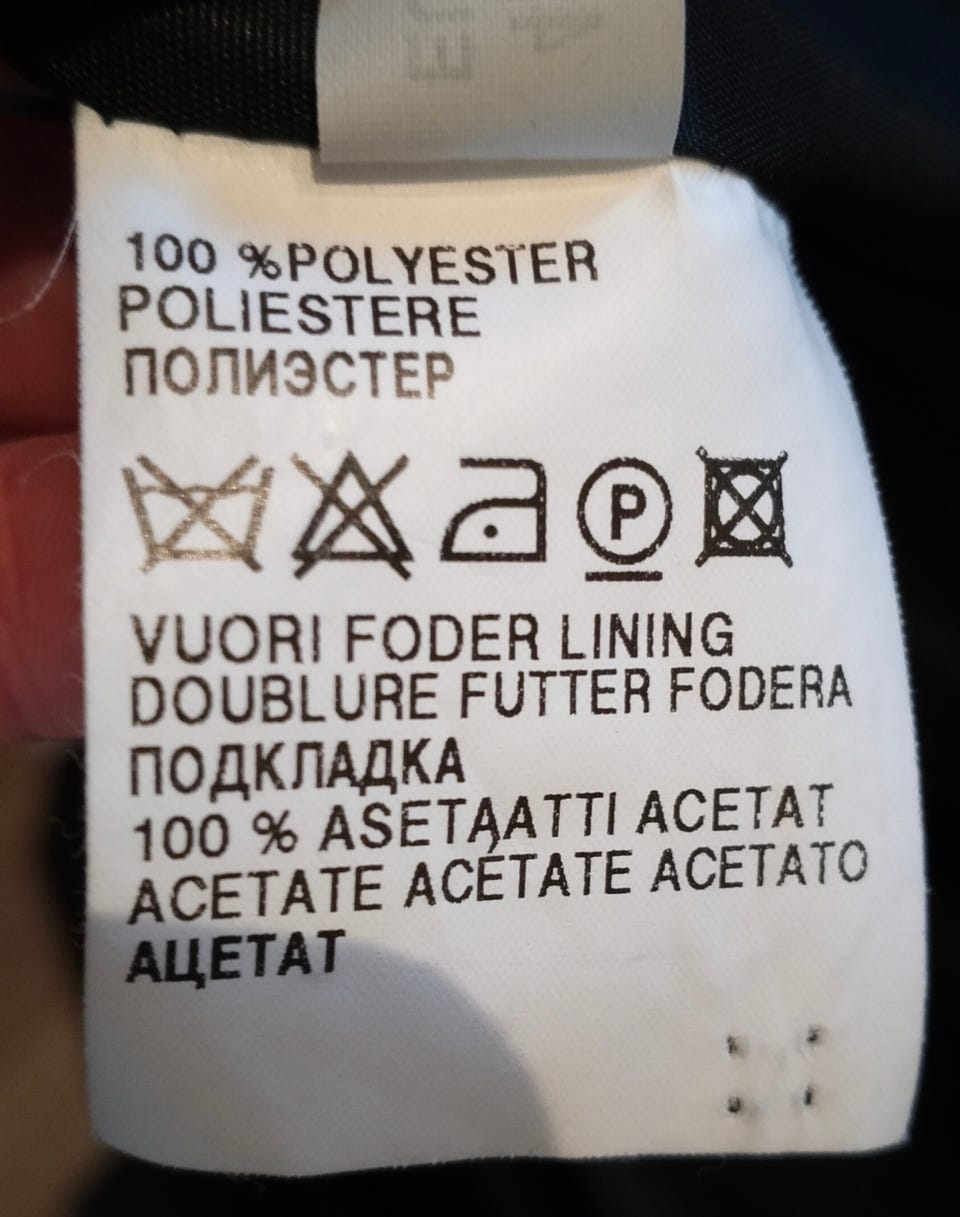 100 %POLYESTER
POLIESTERE
ПОЛИЭСТЕР
P
VUORI FODER LINING
DOUBLURE FUTTER FODERA
ПОДКЛАДКА
100 % ASETAATTI ACETAT
ACETATE ACÉTATE ACETATO
АЦЕТАТ